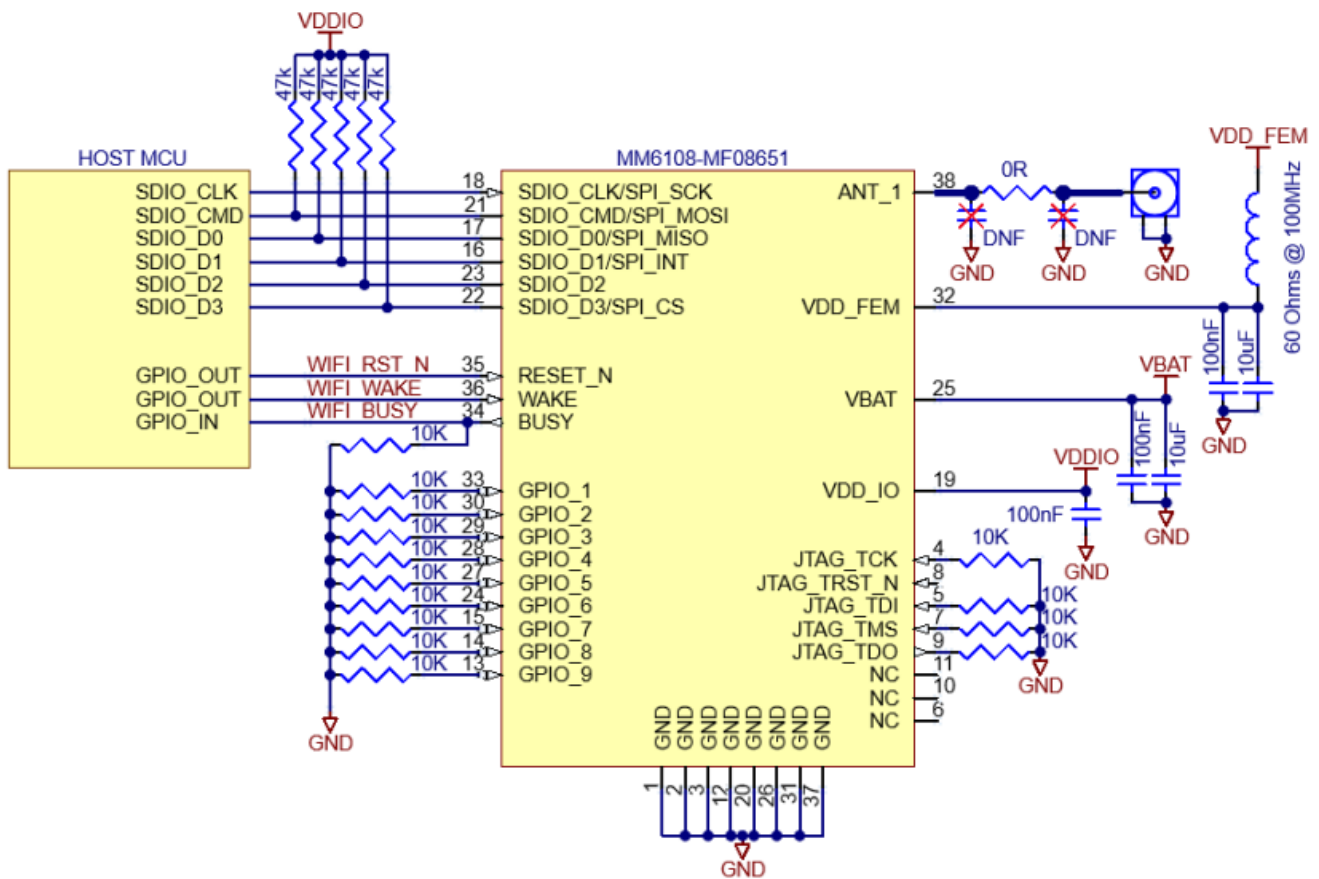 VDDIO
47k 47k 47k 47k 47k
HOST MCU
MM6108-MF08651
VDD_FEM
60 Ohms @ 100MHz
SDIO_CLK 18 SDIO_CLK/SPI_SCK
SDIO_CMD 21 SDIO_CMD/SPI_MOSI
SDIO_D0 17 SDIO_D0/SPI_MISO
SDIO_D1 16 SDIO_D1/SPI_INT
SDIO_D2 23 SDIO_D2
SDIO_D3 22 SDIO_D3/SPI_CS
GPIO_OUT WIFI_RST_N 35 RESET_N
GPIO_OUT WIFI_WAKE 36 WAKE
GPIO_IN WIFI_BUSY 34 BUSY
10K
10K 33 GPIO_1
10K 30 GPIO_2
10K 29 GPIO_3
10K 28 GPIO_4
10K 27 GPIO_5
10K 24 GPIO_6
10K 15 GPIO_7
10K 14 GPIO_8
10K 13 GPIO_9
GND
ANT_1 38 0R
DNF DNF
GND GND GND
VDD_FEM 32
100nF 10uF
GND
VBAT
VBAT 25
100nF 10uF
GND
VDDIO
VDD_IO 19
100nF
GND
JTAG_TCK 4 10K
JTAG_TRST_N 8
JTAG_TDI 5 10K
JTAG_TMS 7 10K
JTAG_TDO 9 10K
GND
NC 11
NC 10
NC 6
GND GND GND GND GND GND GND GND
1 2 3 12 20 26 31 37
GND